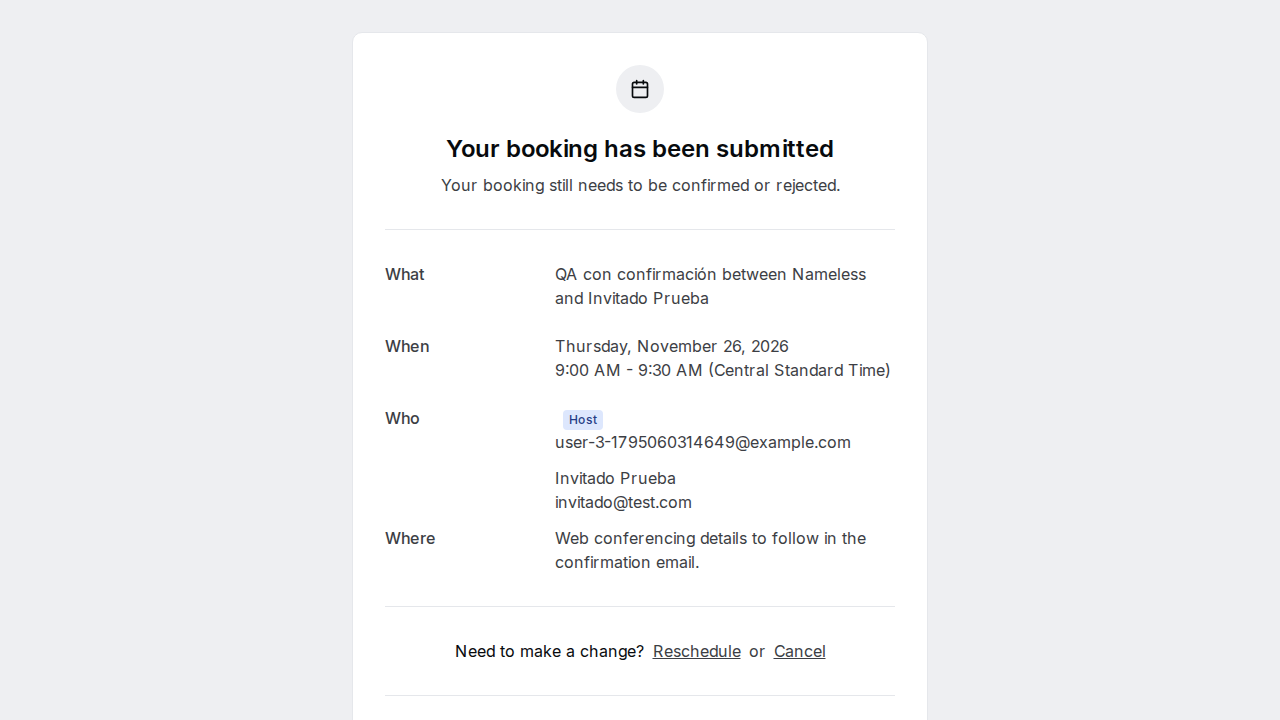 Your booking has been submitted
Your booking still needs to be confirmed or rejected.
What
QA con confirmación between Nameless
and Invitado Prueba
When
Thursday, November 26, 2026
9:00 AM - 9:30 AM (Central Standard Time)
Who
Host
user-3-1795060314649@example.com
Invitado Prueba
invitado@test.com
Where
Web conferencing details to follow in the
confirmation email.
Need to make a change? Reschedule or Cancel